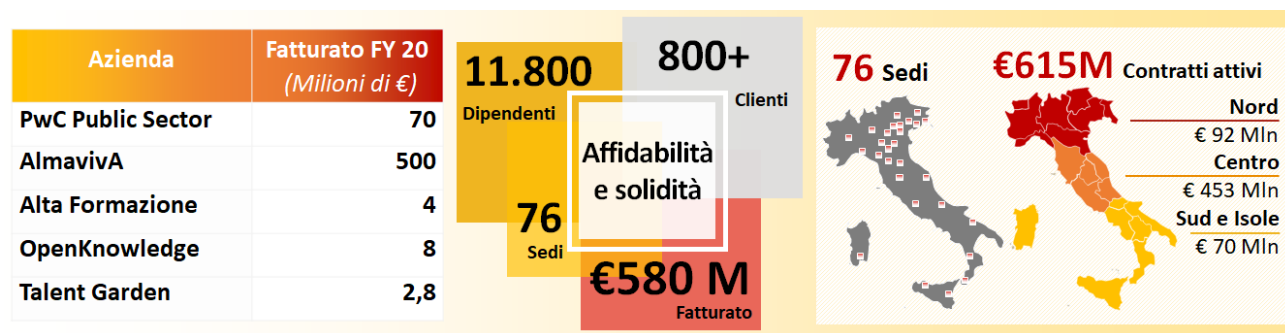 Azienda Fatturato FY 20
(Milioni di €)
PwC Public Sector 70
AlmavivA 500
Alta Formazione 4
OpenKnowledge 8
Talent Garden 2,8
11.800
Dipendenti
800+
Clienti
Affidabilità
e solidità
76
Sedi
€580 M
Fatturato
76 Sedi
€615M Contratti attivi
Nord
€ 92 Mln
Centro
€ 453 Mln
Sud e Isole
€ 70 Mln